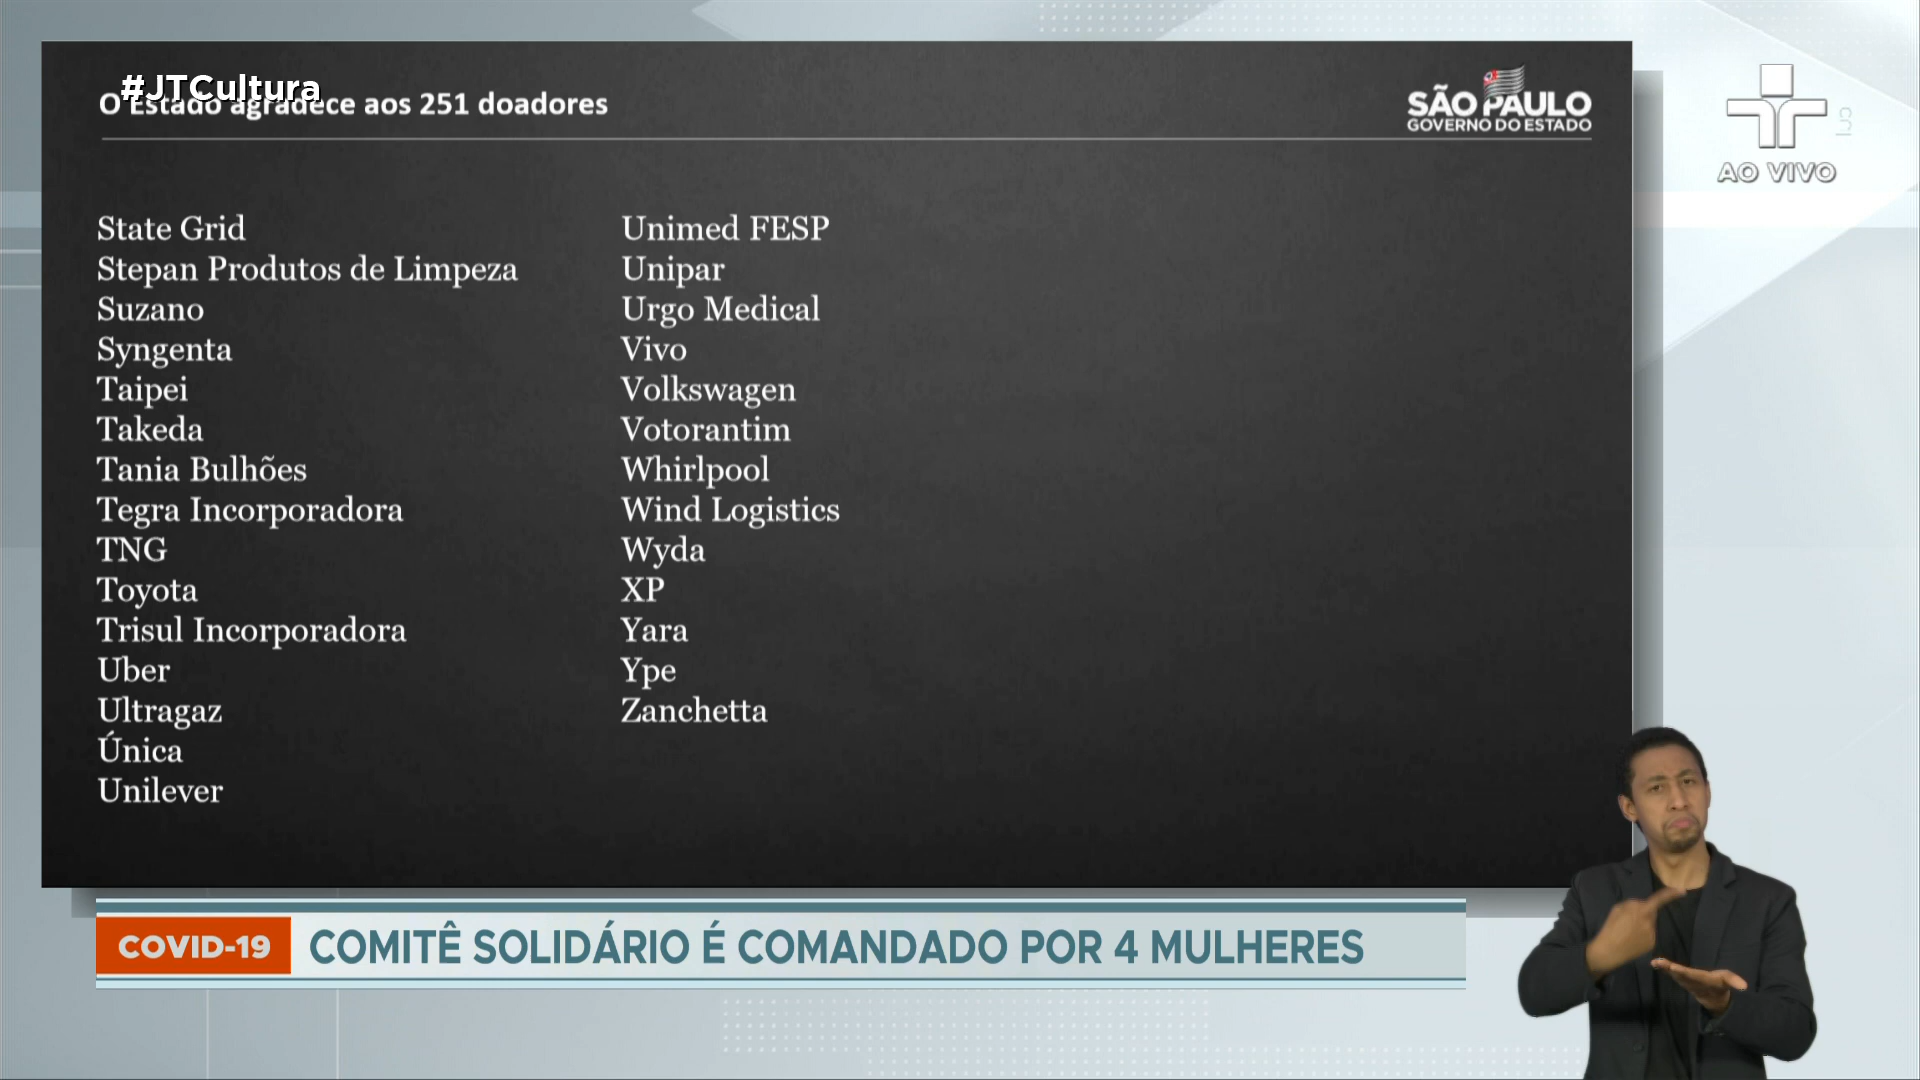 #JTCultura
O Estado agradece aos 251 doadores
SÃO PAULO
GOVERNO DO ESTADO
AO VIVO
State Grid
Stepan Produtos de Limpeza
Suzano
Syngenta
Taipei
Takeda
Tania Bulhões
Tegra Incorporadora
TNG
Toyota
Trisul Incorporadora
Uber
Ultragaz
Única
Unilever
Unimed FESP
Unipar
Urgo Medical
Vivo
Volkswagen
Votorantim
Whirlpool
Wind Logistics
Wyda
XP
Yara
Ype
Zanchetta
COVID-19
COMITÊ SOLIDÁRIO É COMANDADO POR 4 MULHERES